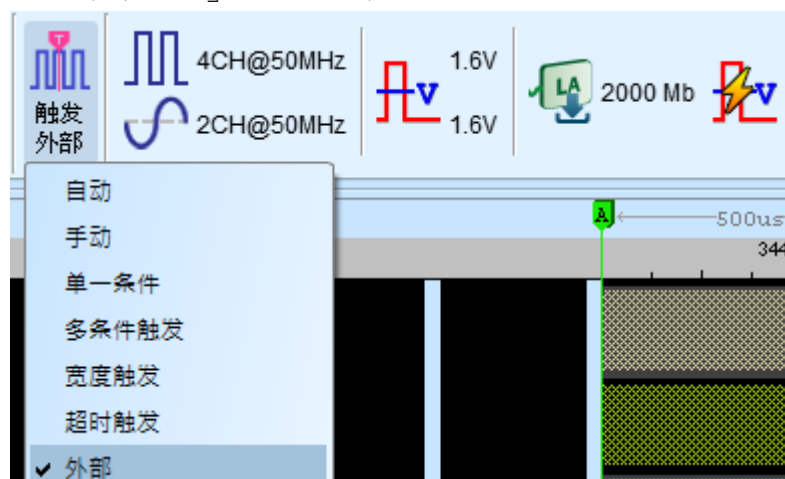 T
触发
外部
4CH@50MHz
2CH@50MHz
V
1.6V
1.6V
LA
2000 Mb
V
自动
手动
单一条件
多条件触发
宽度触发
超时触发
外部
A
500us
344